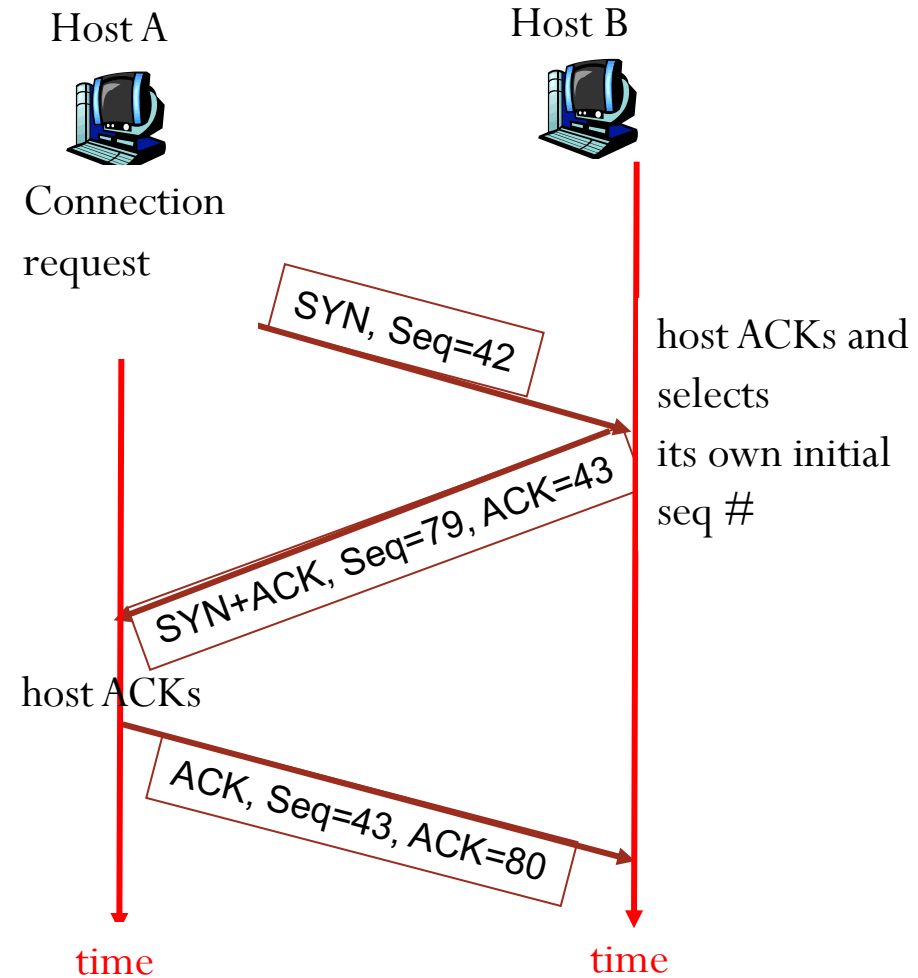 Host A
Host B
Connection
request
SYN, Seq=42
host ACKs and
selects
its own initial
seq #
SYN+ACK, Seq=79, ACK=43
host ACKs
ACK, Seq=43, ACK=80
time
time